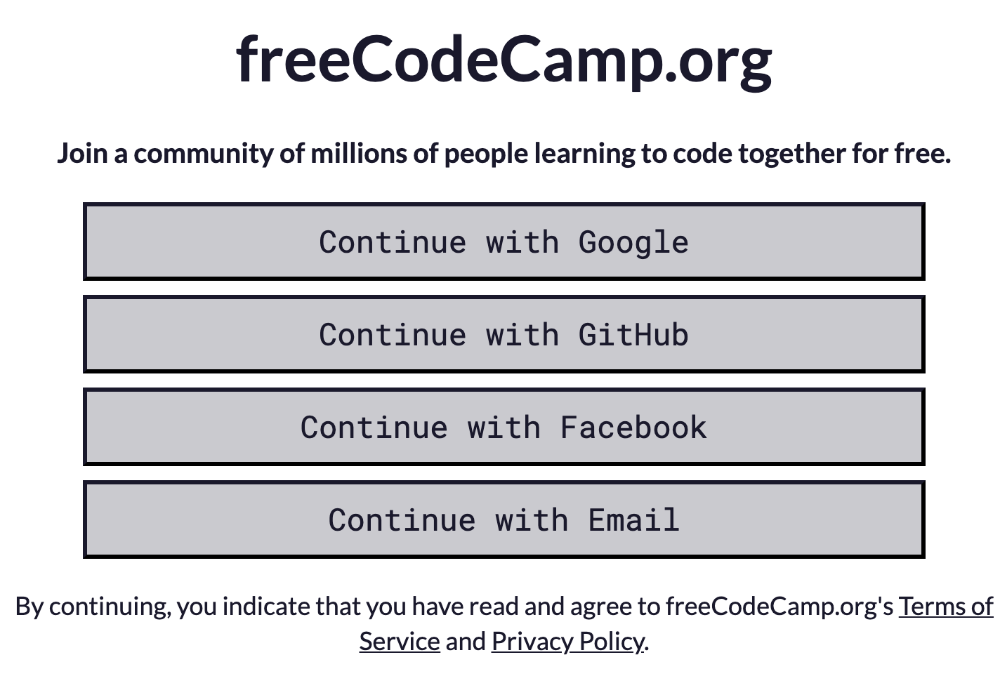 freeCodeCamp.org
Join a community of millions of people learning to code together for free.
Continue with Google
Continue with GitHub
Continue with Facebook
Continue with Email
By continuing, you indicate that you have read and agree to freeCodeCamp.org's Terms of
Service and Privacy Policy.